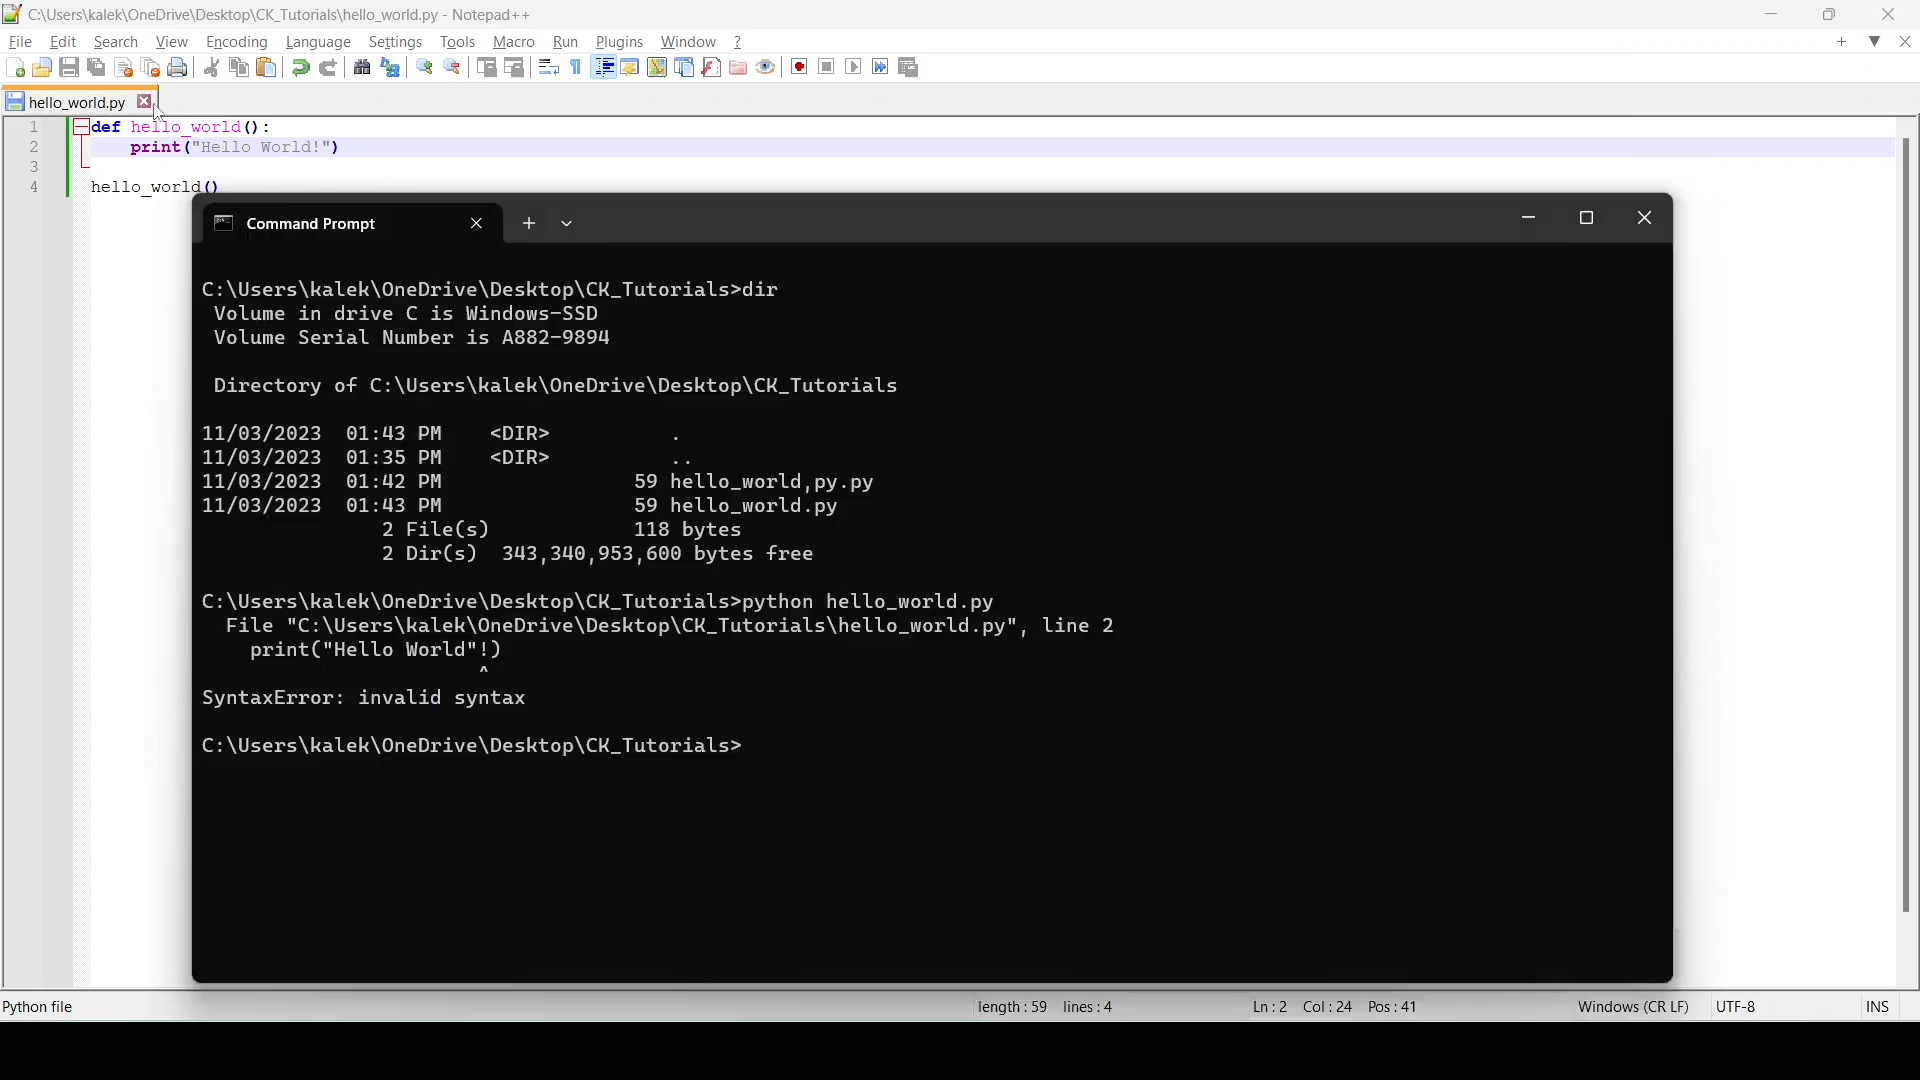 C:\Users\kalek\OneDrive\Desktop\CK_Tutorials\hello_world.py - Notepad++
File Edit Search View Encoding Language Settings Tools Macro Run Plugins Window ?
hello_world.py
1 def hello_world():
2 print("Hello World!")
3
4 hello_world()
Command Prompt
C:\Users\kalek\OneDrive\Desktop\CK_Tutorials>dir
Volume in drive C is Windows-SSD
Volume Serial Number is A882-9894
Directory of C:\Users\kalek\OneDrive\Desktop\CK_Tutorials
11/03/2023 01:43 PM <DIR> .
11/03/2023 01:35 PM <DIR> ..
11/03/2023 01:42 PM 59 hello_world,py.py
11/03/2023 01:43 PM 59 hello_world.py
2 File(s) 118 bytes
2 Dir(s) 343,340,953,600 bytes free
C:\Users\kalek\OneDrive\Desktop\CK_Tutorials>python hello_world.py
File "C:\Users\kalek\OneDrive\Desktop\CK_Tutorials\hello_world.py", line 2
print("Hello World"!)
^
SyntaxError: invalid syntax
C:\Users\kalek\OneDrive\Desktop\CK_Tutorials>
Python file length : 59 lines : 4 Ln : 2 Col : 24 Pos : 41 Windows (CR LF) UTF-8 INS